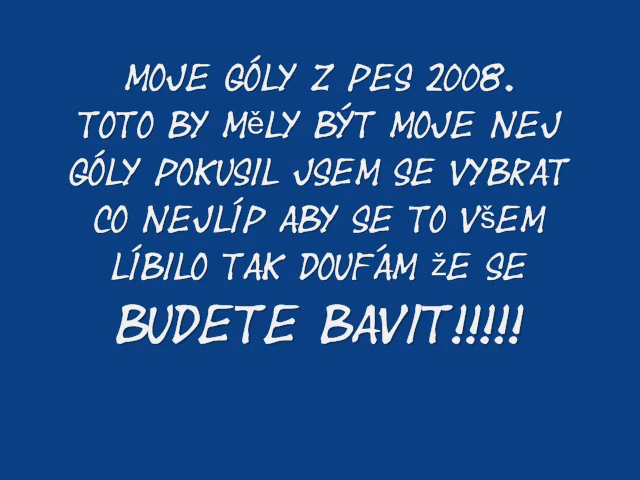 MOJE GÓLY Z PES 2008.
TOTO BY MěLY BÝT MOJE NEJ
GÓLY POKUSIL JSEM SE VYBRAT
CO NEJLÍP ABY SE TO VšEM
LÍBILO TAK DOUFÁM žE SE
BUDETE BAVIT!!!!!